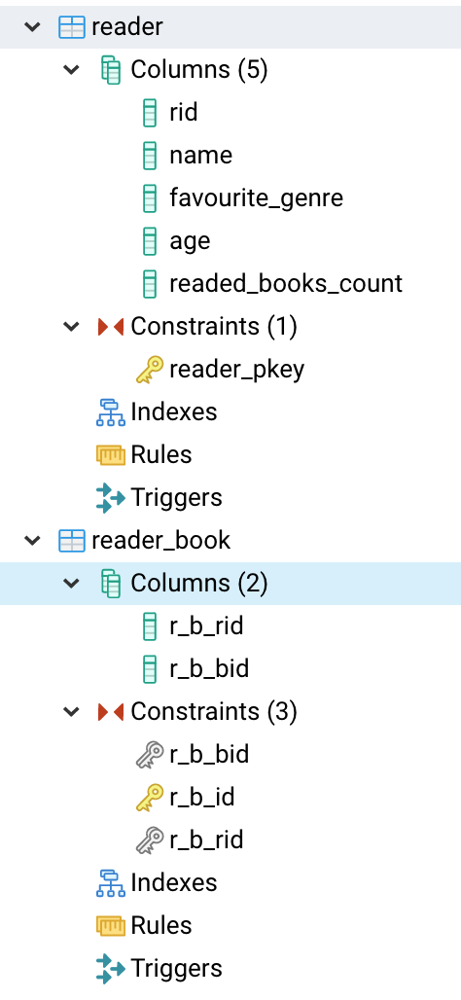 reader
Columns (5)
rid
name
favourite_genre
age
readed_books_count
Constraints (1)
reader_pkey
Indexes
Rules
Triggers
reader_book
Columns (2)
r_b_rid
r_b_bid
Constraints (3)
r_b_bid
r_b_id
r_b_rid
Indexes
Rules
Triggers